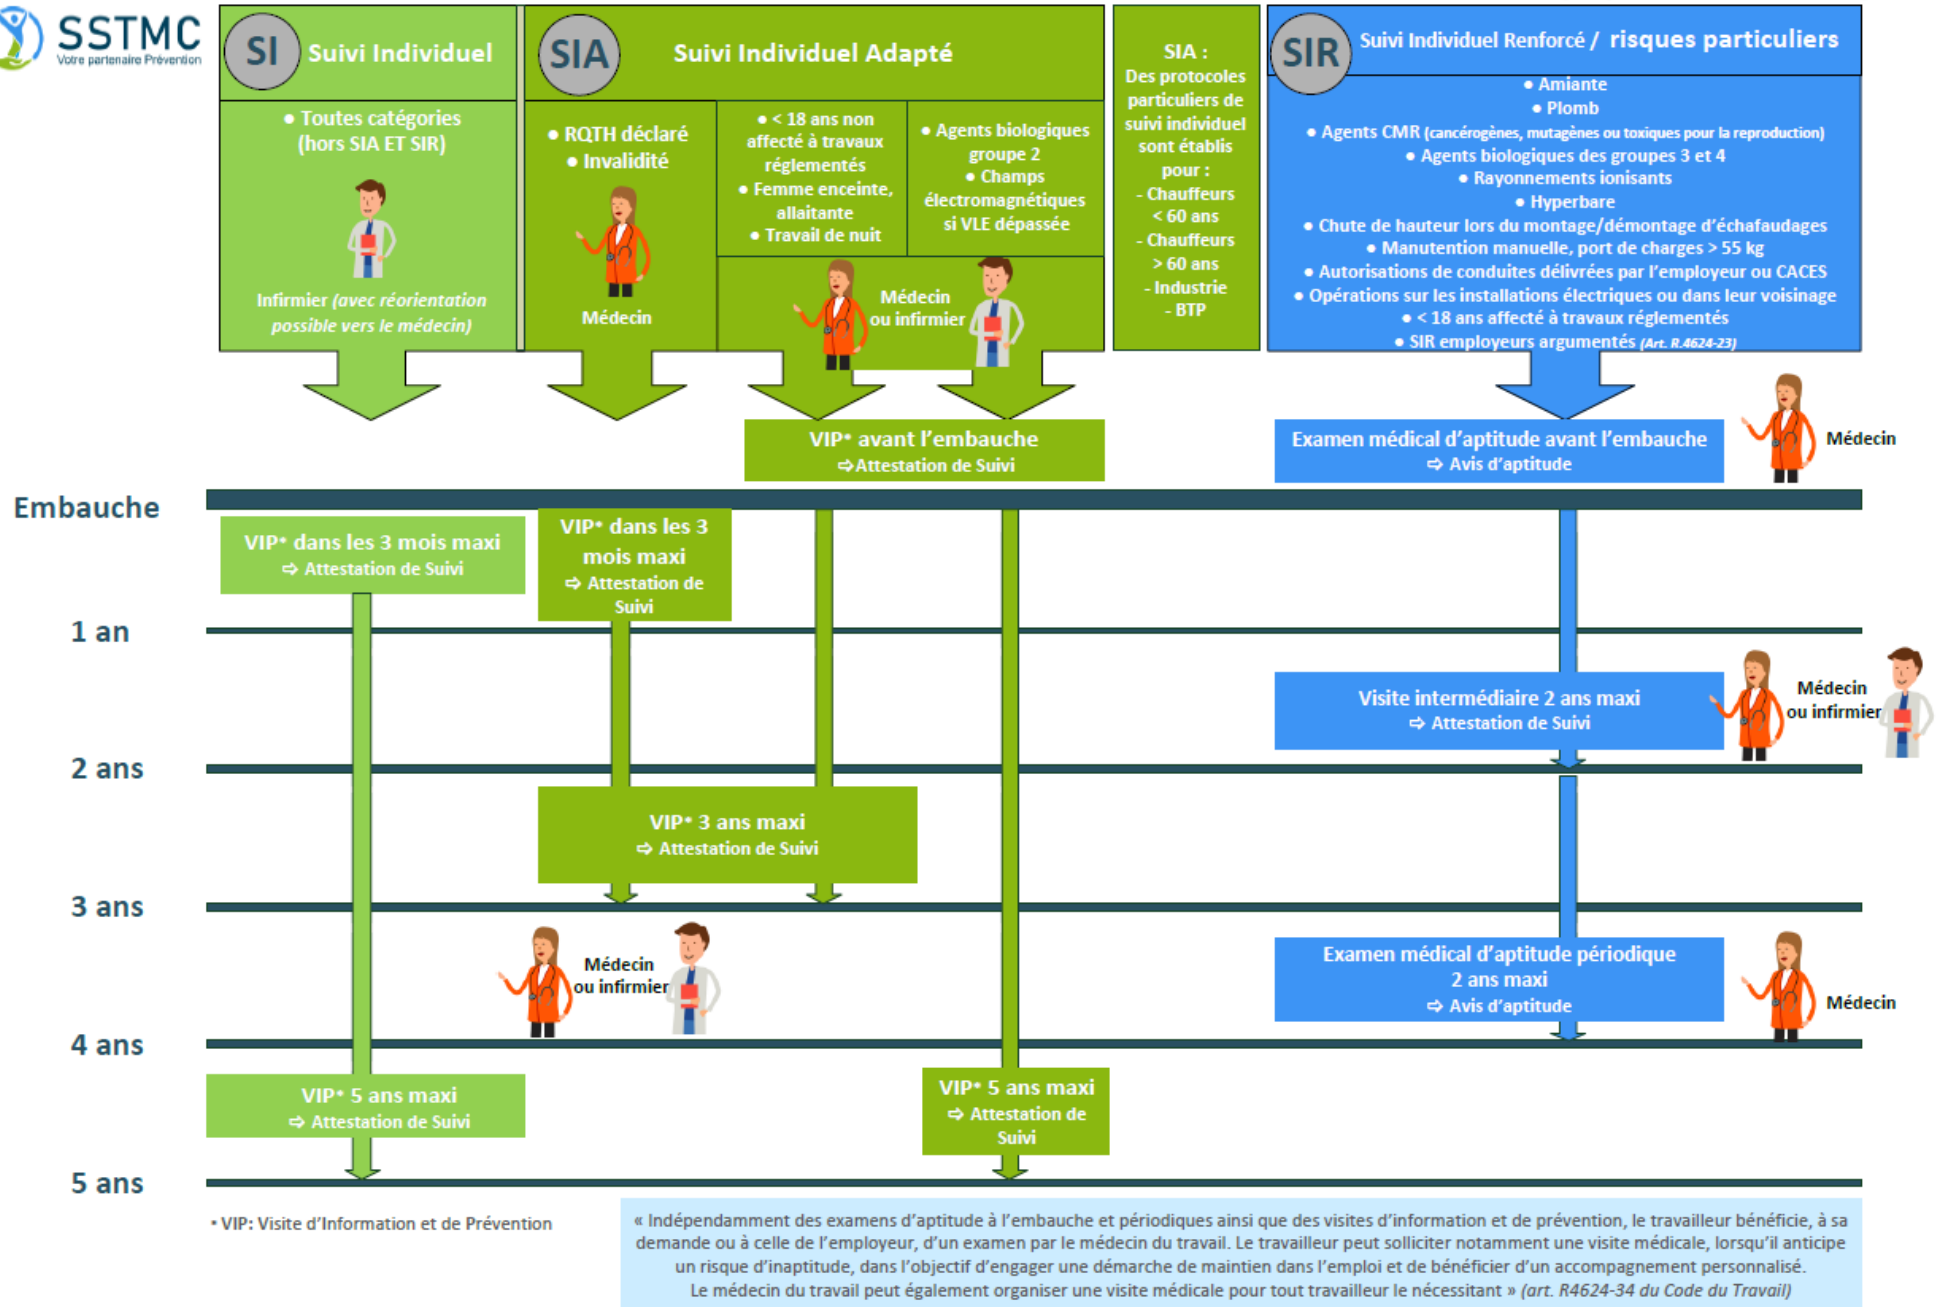 SSTMC
Votre partenaire Prévention
SI
Suivi Individuel
● Toutes catégories
(hors SIA ET SIR)
Infirmier (avec réorientation
possible vers le médecin)
SIA
Suivi Individuel Adapté
● RQTH déclaré
● Invalidité
Médecin
● < 18 ans non
affecté à travaux
réglementés
● Femme enceinte,
allaitante
● Travail de nuit
● Agents biologiques
groupe 2
● Champs
électromagnétiques
si VLE dépassée
Médecin
ou infirmier
SIA :
Des protocoles
particuliers de
suivi individuel
sont établis
pour :
- Chauffeurs
< 60 ans
- Chauffeurs
> 60 ans
- Industrie
- BTP
SIR
Suivi Individuel Renforcé / risques particuliers
● Amiante
● Plomb
● Agents CMR (cancérogènes, mutagènes ou toxiques pour la reproduction)
● Agents biologiques des groupes 3 et 4
● Rayonnements ionisants
● Hyperbare
● Chute de hauteur lors du montage/démontage d'échafaudages
● Manutention manuelle, port de charges > 55 kg
● Autorisations de conduites délivrées par l'employeur ou CACES
● Opérations sur les installations électriques ou dans leur voisinage
● < 18 ans affecté à travaux réglementés
● SIR employeurs argumentés (Art. R.4624-23)
VIP* avant l'embauche
⇨Attestation de Suivi
Examen médical d'aptitude avant l'embauche
⇨ Avis d'aptitude
Médecin
Embauche
VIP* dans les 3 mois maxi
⇨ Attestation de Suivi
VIP* dans les 3
mois maxi
⇨ Attestation de
Suivi
1 an
Visite intermédiaire 2 ans maxi
⇨ Attestation de Suivi
Médecin
ou infirmier
2 ans
VIP* 3 ans maxi
⇨ Attestation de Suivi
3 ans
Médecin
ou infirmier
Examen médical d'aptitude périodique
2 ans maxi
⇨ Avis d'aptitude
Médecin
4 ans
VIP* 5 ans maxi
⇨ Attestation de Suivi
VIP* 5 ans maxi
⇨ Attestation de
Suivi
5 ans
* VIP: Visite d'Information et de Prévention
« Indépendamment des examens d'aptitude à l'embauche et périodiques ainsi que des visites d'information et de prévention, le travailleur bénéficie, à sa
demande ou à celle de l'employeur, d'un examen par le médecin du travail. Le travailleur peut solliciter notamment une visite médicale, lorsqu'il anticipe
un risque d'inaptitude, dans l'objectif d'engager une démarche de maintien dans l'emploi et de bénéficier d'un accompagnement personnalisé.
Le médecin du travail peut également organiser une visite médicale pour tout travailleur le nécessitant » (art. R4624-34 du Code du Travail)